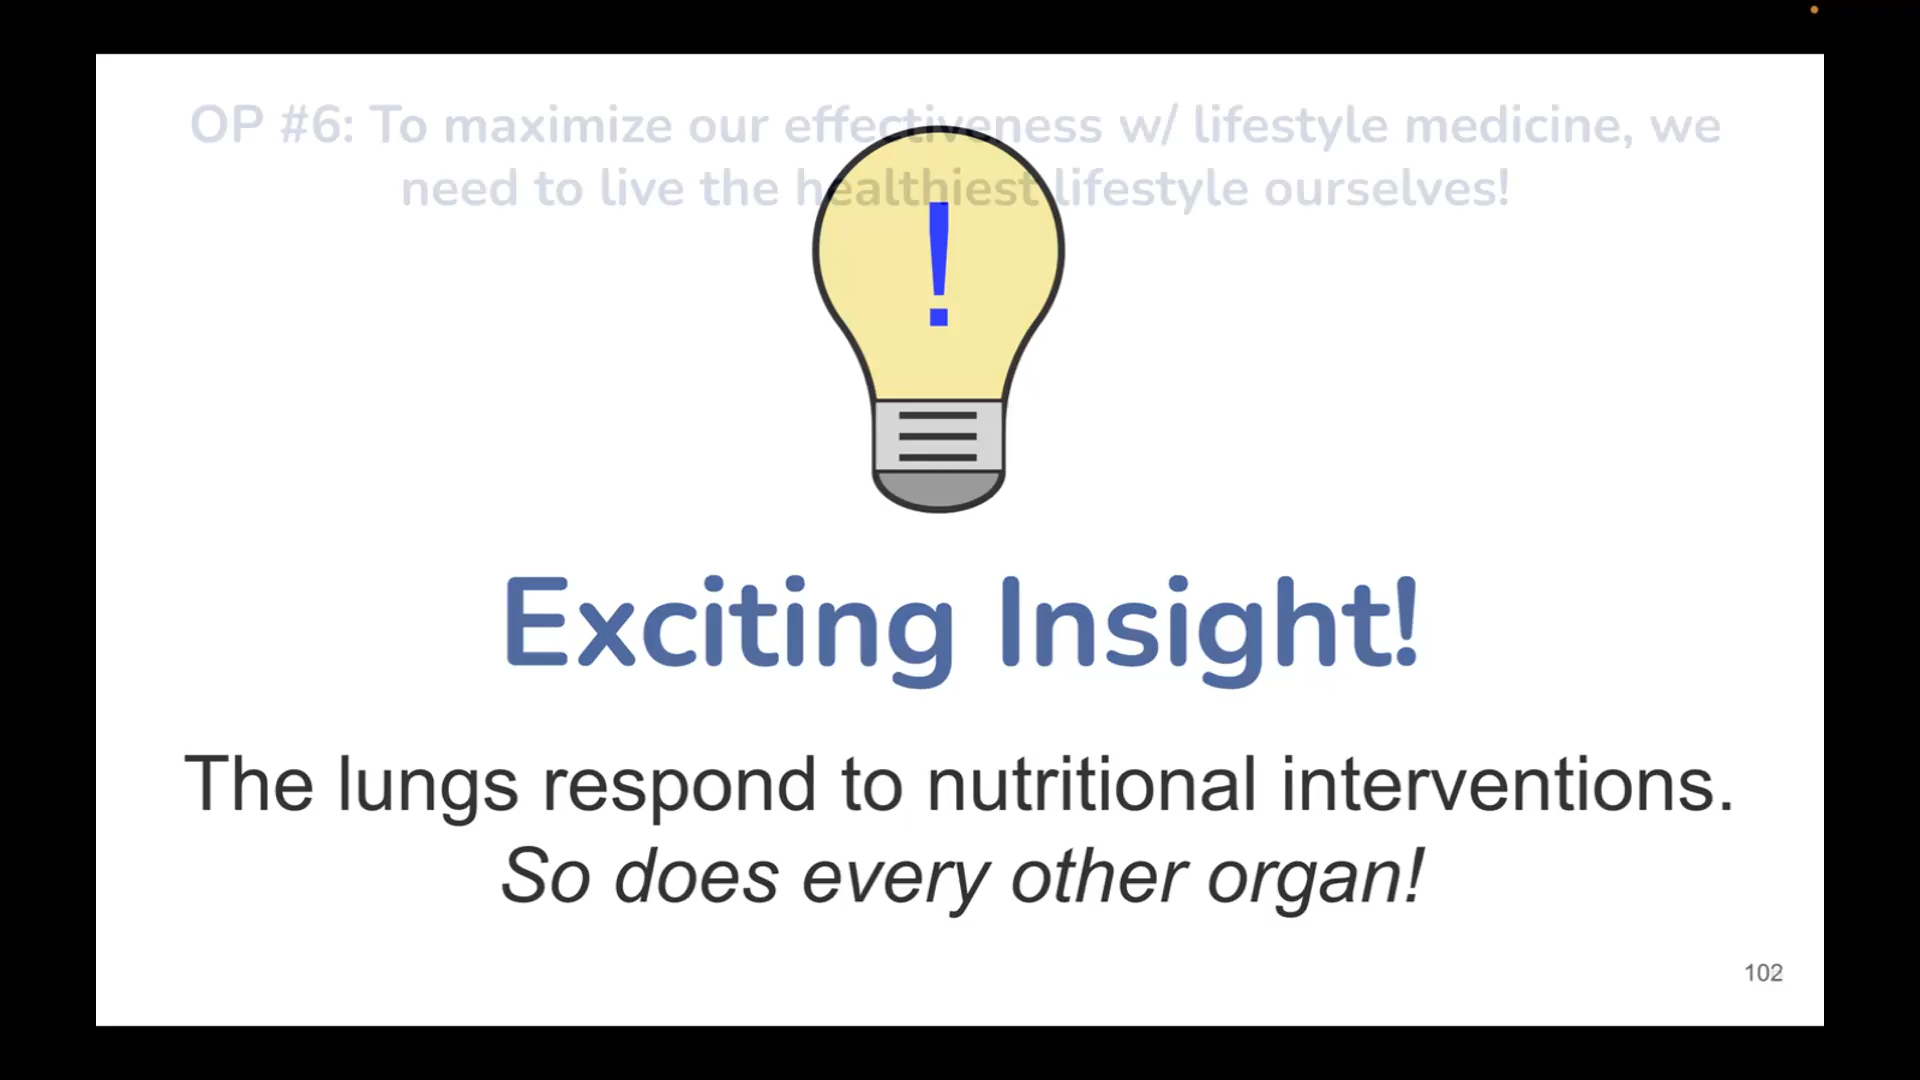 OP #6: To maximize our effectiveness w/ lifestyle medicine, we
need to live the healthiest lifestyle ourselves!
!
Exciting Insight!
The lungs respond to nutritional interventions.
So does every other organ!
102